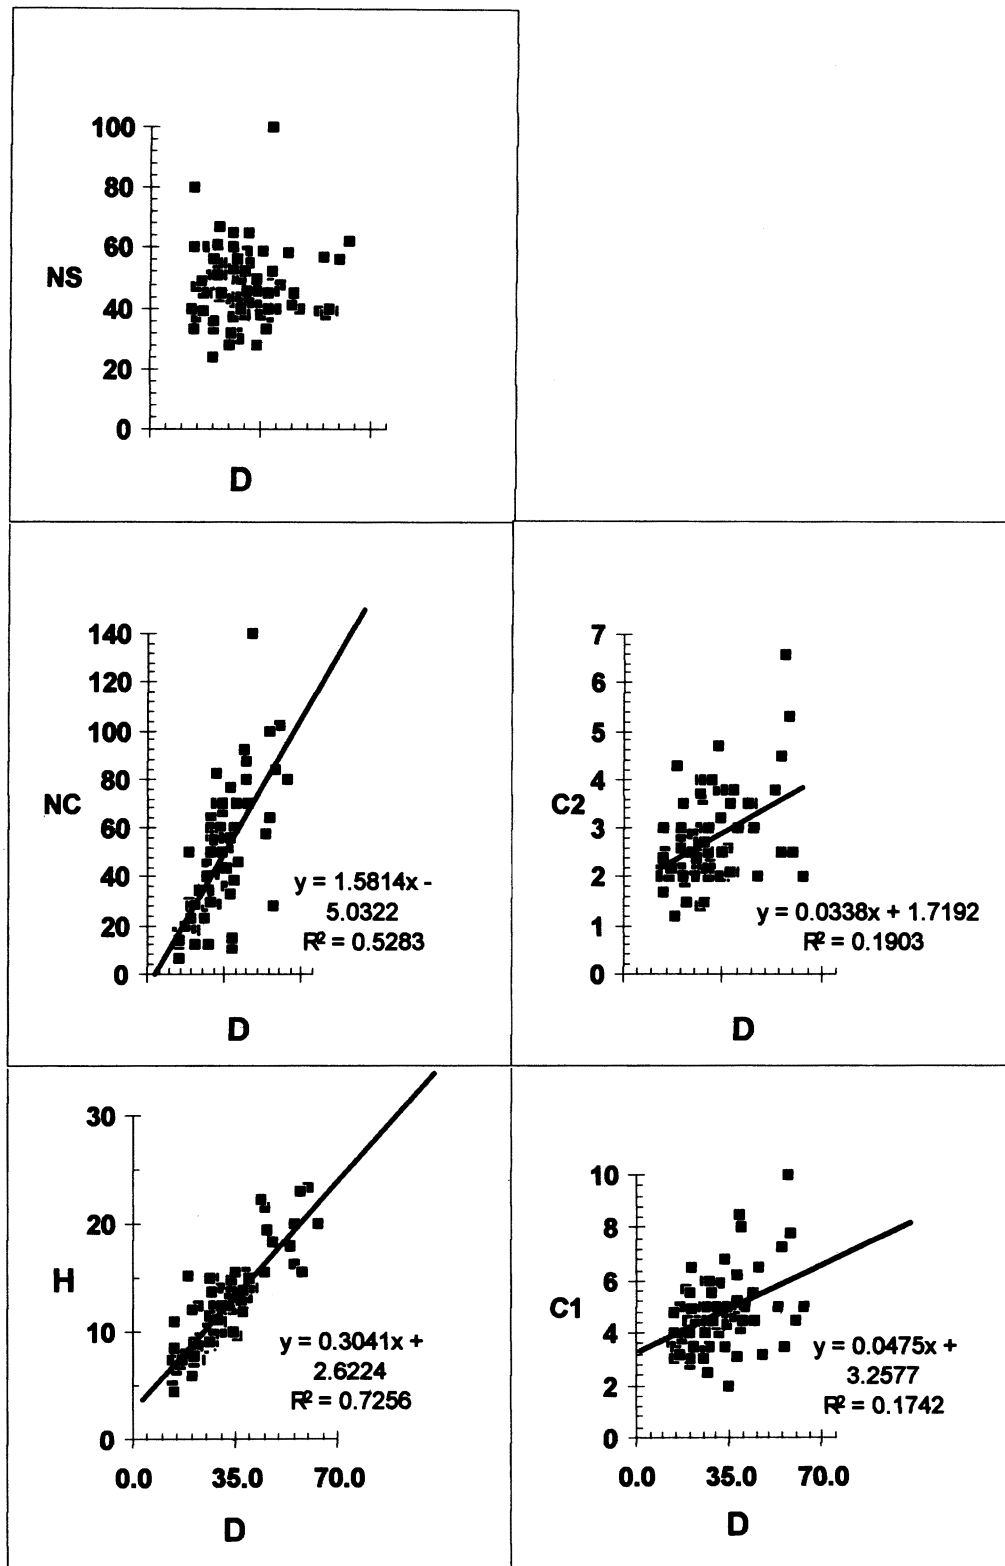 100
80
60
NS
40
20
0
D
140
120
100
80
NC
60
40
20
0
y = 1.5814x -
5.0322
R² = 0.5283
D
7
6
5
4
C2
3
2
1
0
y = 0.0338x + 1.7192
R² = 0.1903
D
30
20
H
10
0
y = 0.3041x +
2.6224
R² = 0.7256
0.0 35.0 70.0
D
10
8
6
C1
4
2
0
y = 0.0475x +
3.2577
R² = 0.1742
0.0 35.0 70.0
D